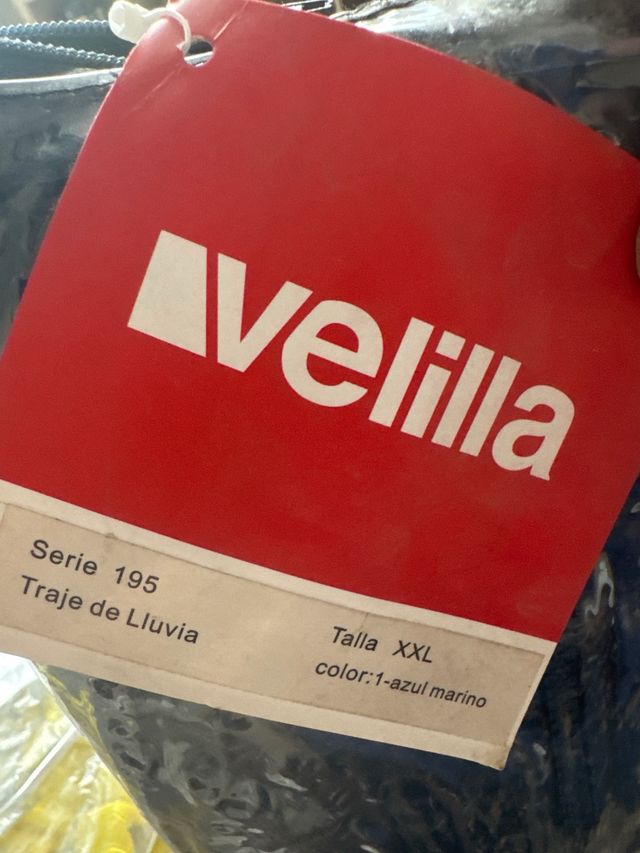 velilla
Serie 195
Traje de Lluvia
Talla XXL
color:1-azul marino